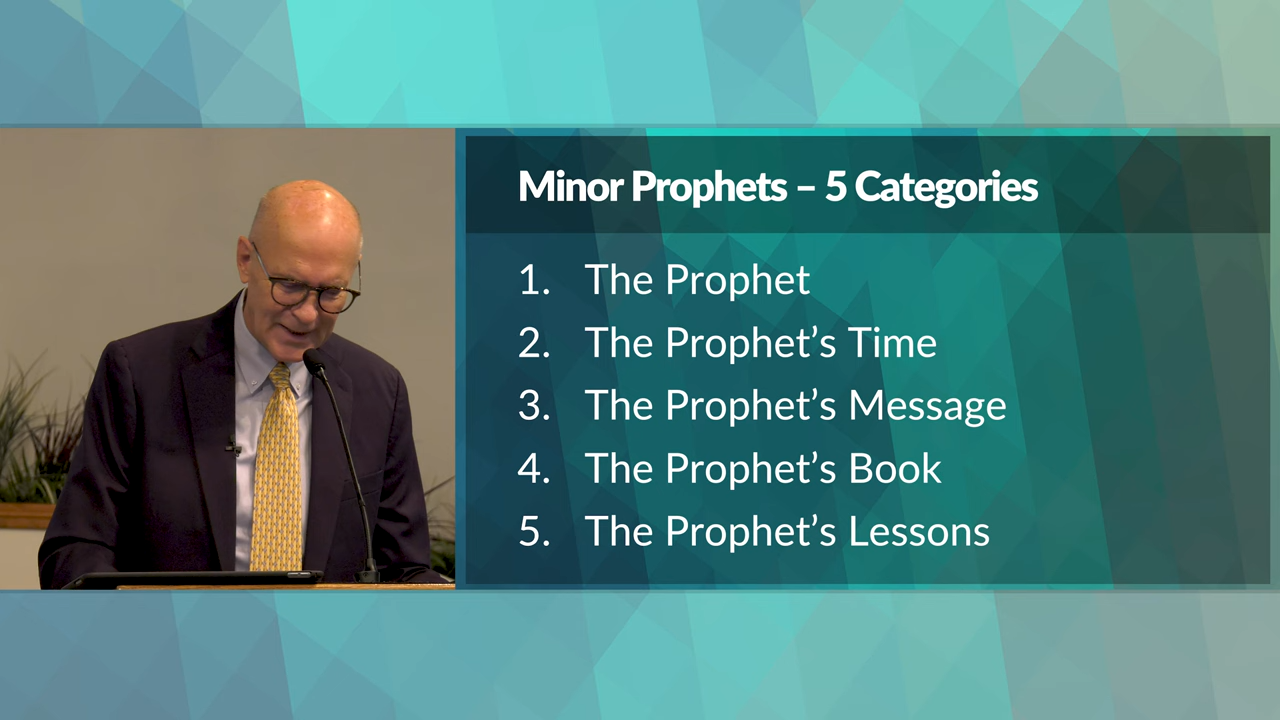 Minor Prophets – 5 Categories
1. The Prophet
2. The Prophet’s Time
3. The Prophet’s Message
4. The Prophet’s Book
5. The Prophet’s Lessons